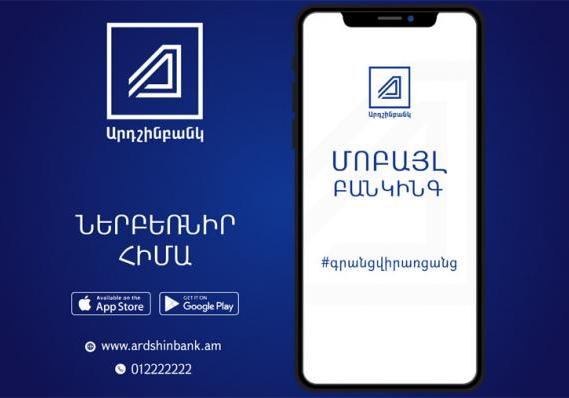 Արդշինբանկ
ՆԵՐԲԵՌՆԻՐ
ՀԻՄԱ
Available on the
App Store
GET IT ON
Google Play
www.ardshinbank.am
012222222
Արդշինբանկ
ՄՈԲԱՅԼ
ԲԱՆԿԻՆԳ
#գրանցվիրառցանց